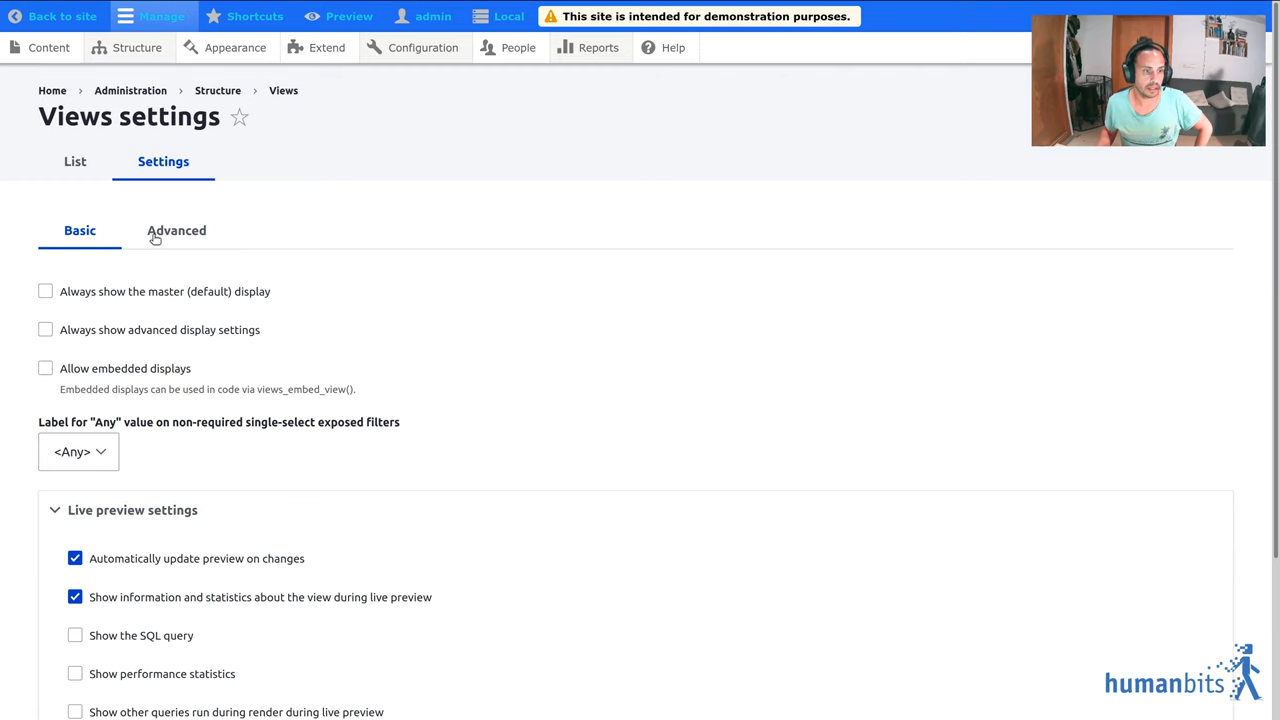 Back to site
Manage
Shortcuts
Preview
admin
Local
This site is intended for demonstration purposes.
Content
Structure
Appearance
Extend
Configuration
People
Reports
Help
Home › Administration › Structure › Views
Views settings
List
Settings
Basic
Advanced
Always show the master (default) display
Always show advanced display settings
Allow embedded displays
Embedded displays can be used in code via views_embed_view().
Label for "Any" value on non-required single-select exposed filters
<Any>
Live preview settings
Automatically update preview on changes
Show information and statistics about the view during live preview
Show the SQL query
Show performance statistics
Show other queries run during render during live preview
humanbits